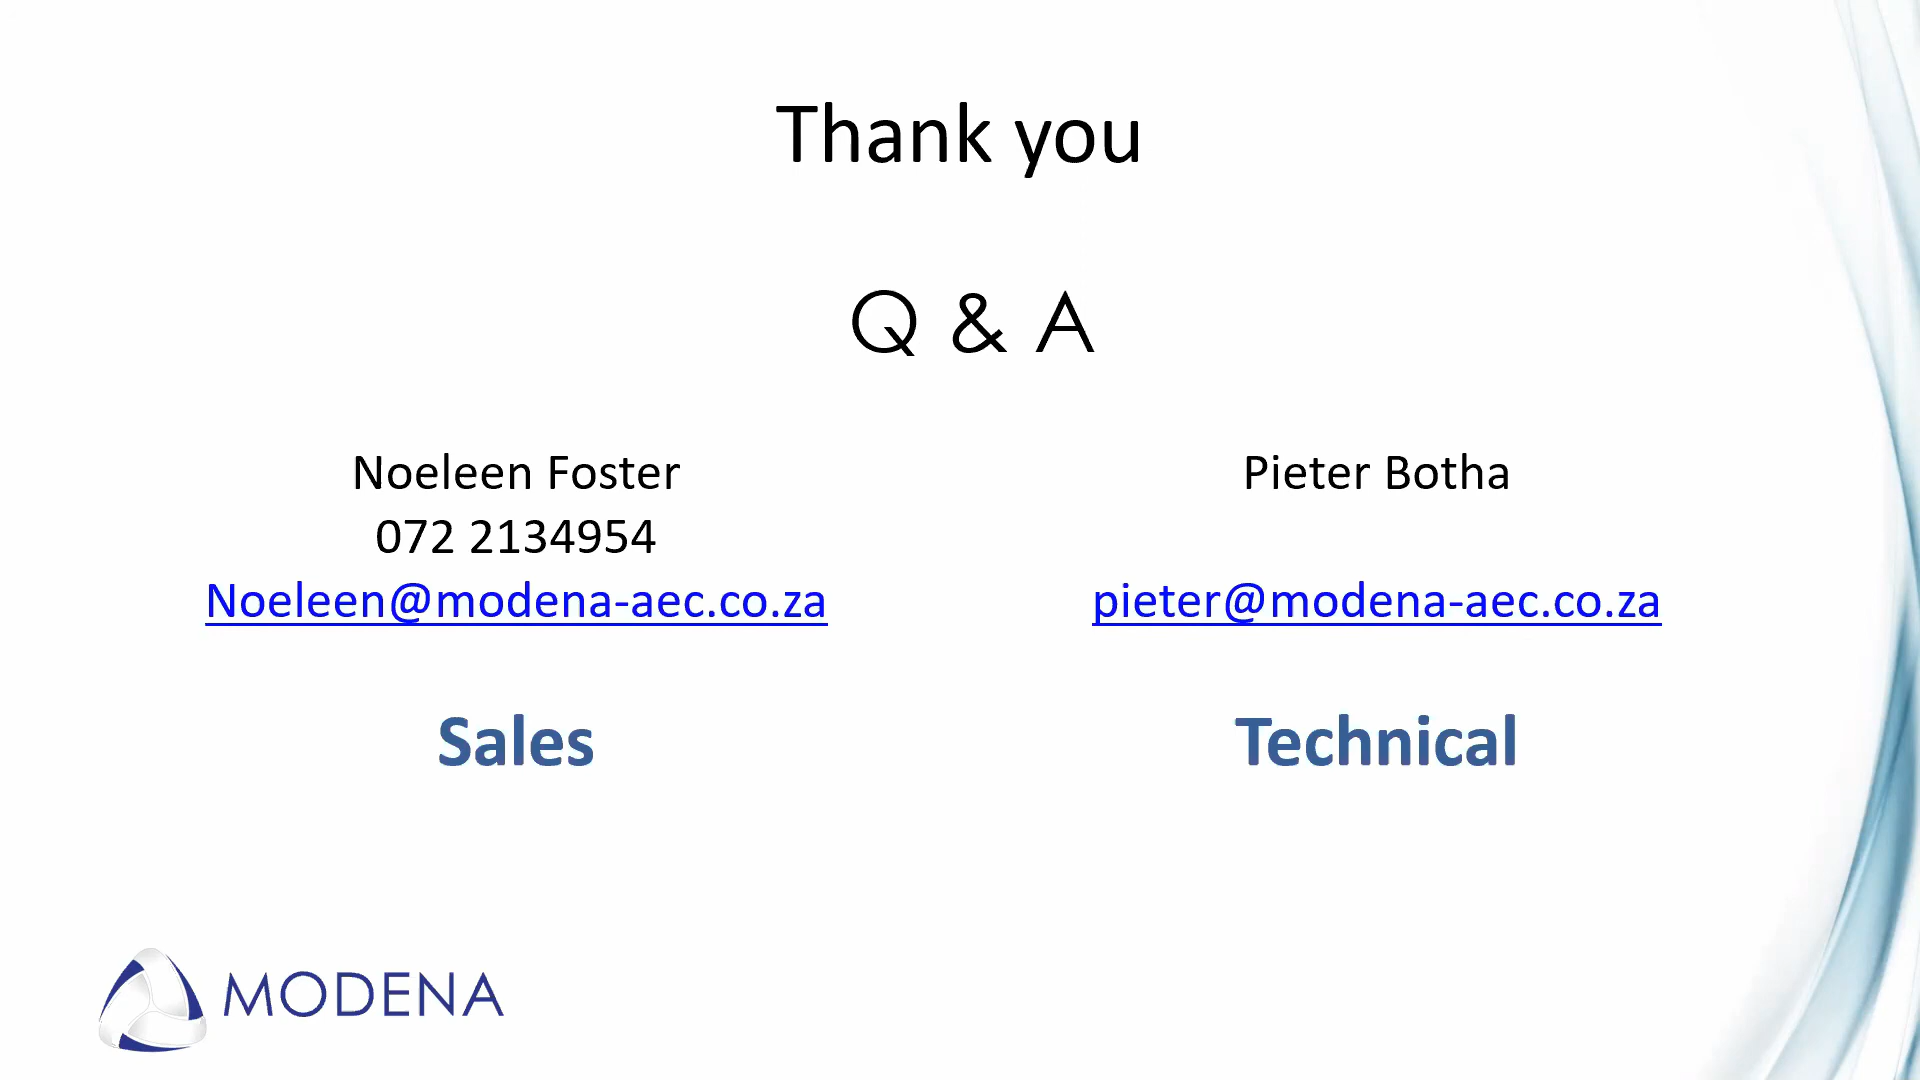 Thank you
Q & A
Noeleen Foster
072 2134954
Noeleen@modena-aec.co.za
Sales
Pieter Botha
pieter@modena-aec.co.za
Technical
MODENA